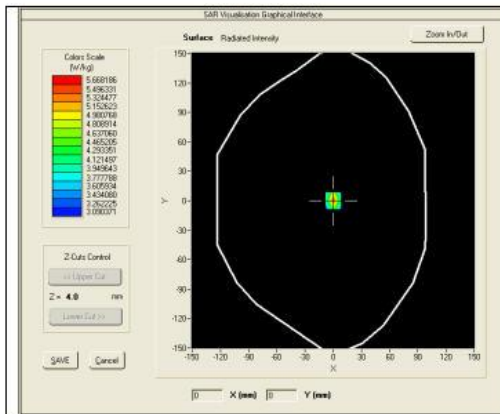 SAR Visualisation Graphical Interface
Surface Radiated Intensity
Zoom In/Out
Colors Scale
(W/kg)
5.668186
5.496331
5.324477
5.152623
4.980768
4.808914
4.637060
4.465205
4.293351
4.121497
3.949643
3.777788
3.605934
3.434080
3.262225
3.090371
Z-Cuts Control
<< Upper Cut
Z = 4.0 mm
Lower Cut >>
SAVE
Cancel
150
120
90
60
30
0
-30
-60
-90
-120
-150
Y
-150 -120 -90 -60 -30 0 30 60 90 120 150
X
0 X (mm) 0 Y (mm)